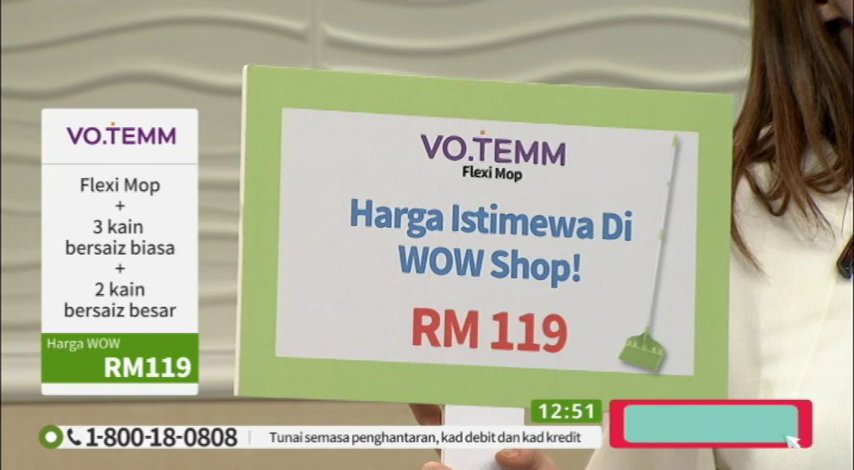 VO.TEMM
Flexi Mop
+
3 kain
bersaiz biasa
+
2 kain
bersaiz besar
Harga WOW
RM119
VO.TEMM
Flexi Mop
Harga Istimewa Di
WOW Shop!
RM 119
12:51
1-800-18-0808
Tunai semasa penghantaran, kad debit dan kad kredit